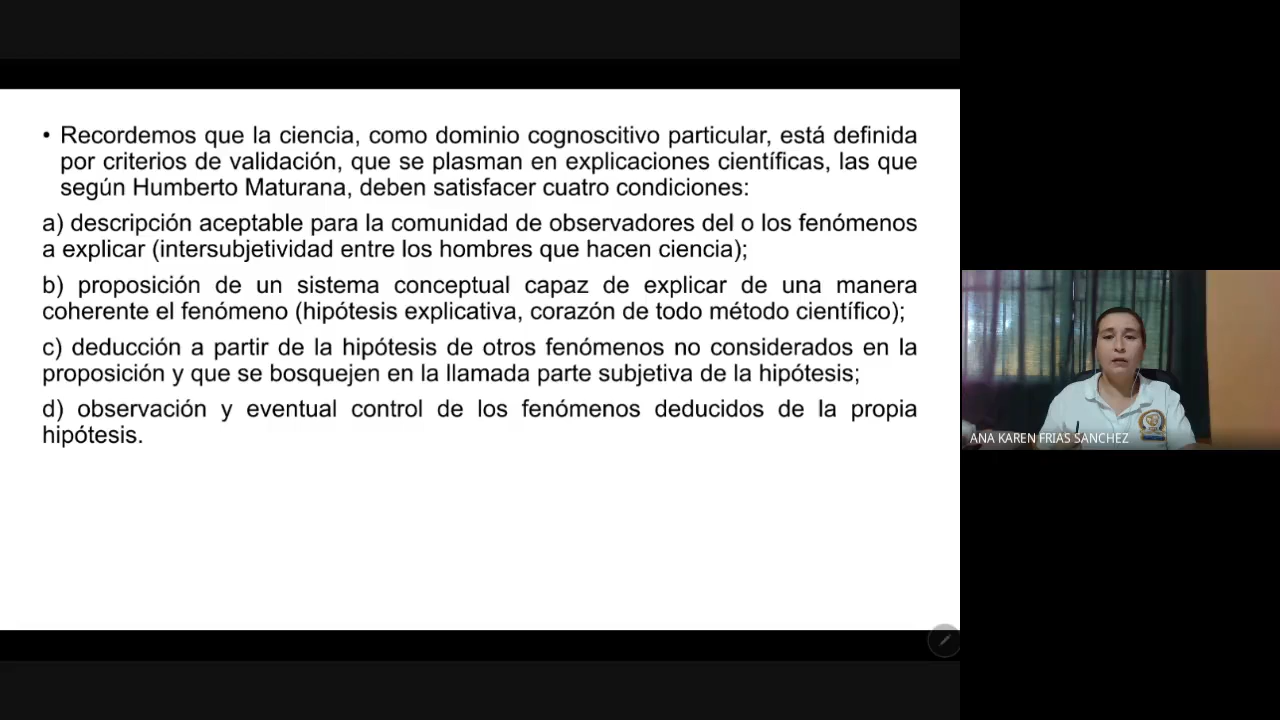 • Recordemos que la ciencia, como dominio cognoscitivo particular, está definida
por criterios de validación, que se plasman en explicaciones científicas, las que
según Humberto Maturana, deben satisfacer cuatro condiciones:
a) descripción aceptable para la comunidad de observadores del o los fenómenos
a explicar (intersubjetividad entre los hombres que hacen ciencia);
b) proposición de un sistema conceptual capaz de explicar de una manera
coherente el fenómeno (hipótesis explicativa, corazón de todo método científico);
c) deducción a partir de la hipótesis de otros fenómenos no considerados en la
proposición y que se bosquejen en la llamada parte subjetiva de la hipótesis;
d) observación y eventual control de los fenómenos deducidos de la propia
hipótesis.
ANA KAREN FRIAS SANCHEZ